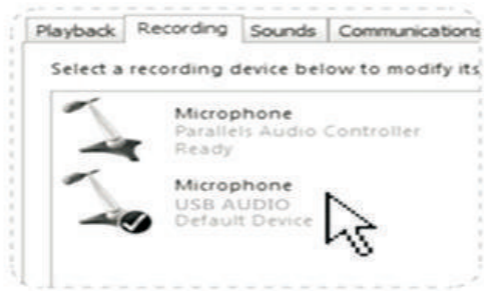 Playback Recording Sounds Communications
Select a recording device below to modify its
Microphone
Parallels Audio Controller
Ready
Microphone
USB AUDIO
Default Device